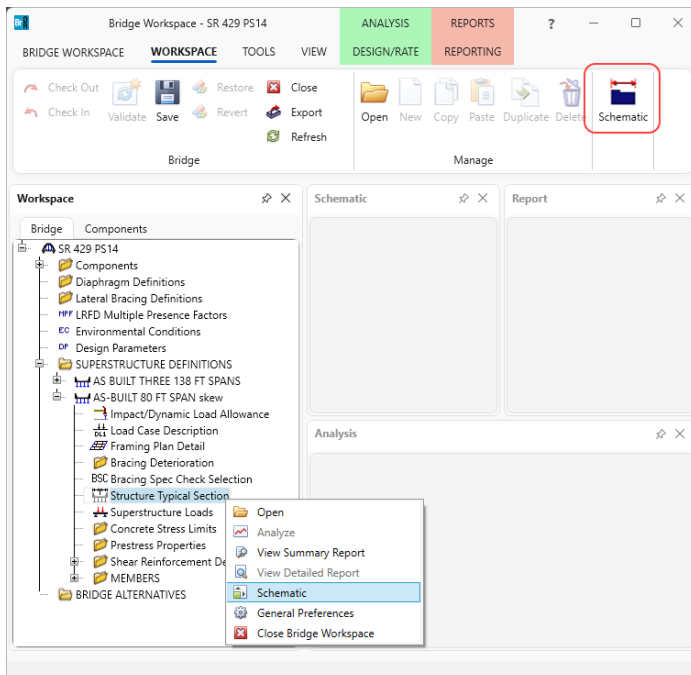 Br Bridge Workspace - SR 429 PS14 ANALYSIS REPORTS ?
BRIDGE WORKSPACE WORKSPACE TOOLS VIEW DESIGN/RATE REPORTING
Check Out Restore Close
Check In Validate Save Revert Export Open New Copy Paste Duplicate Delete Schematic
Refresh
Bridge Manage
Workspace Schematic Report
Bridge Components
SR 429 PS14
Components
Diaphragm Definitions
Lateral Bracing Definitions
MPF LRFD Multiple Presence Factors
EC Environmental Conditions
DP Design Parameters
SUPERSTRUCTURE DEFINITIONS
AS BUILT THREE 138 FT SPANS
AS-BUILT 80 FT SPAN skew
Impact/Dynamic Load Allowance
DL1 Load Case Description
Framing Plan Detail
Bracing Deterioration
BSC Bracing Spec Check Selection
Structure Typical Section
Superstructure Loads
Concrete Stress Limits
Prestress Properties
Shear Reinforcement De
MEMBERS
BRIDGE ALTERNATIVES
Analysis
Open
Analyze
View Summary Report
View Detailed Report
Schematic
General Preferences
Close Bridge Workspace